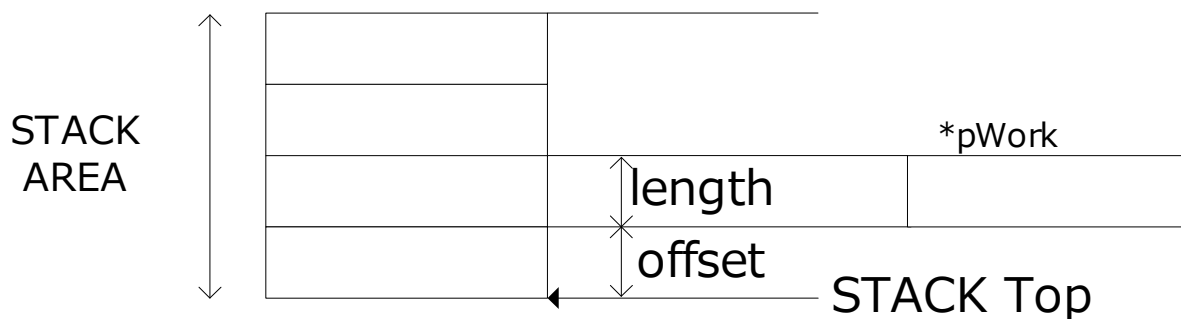 STACK
AREA
*pWork
length
offset
STACK Top